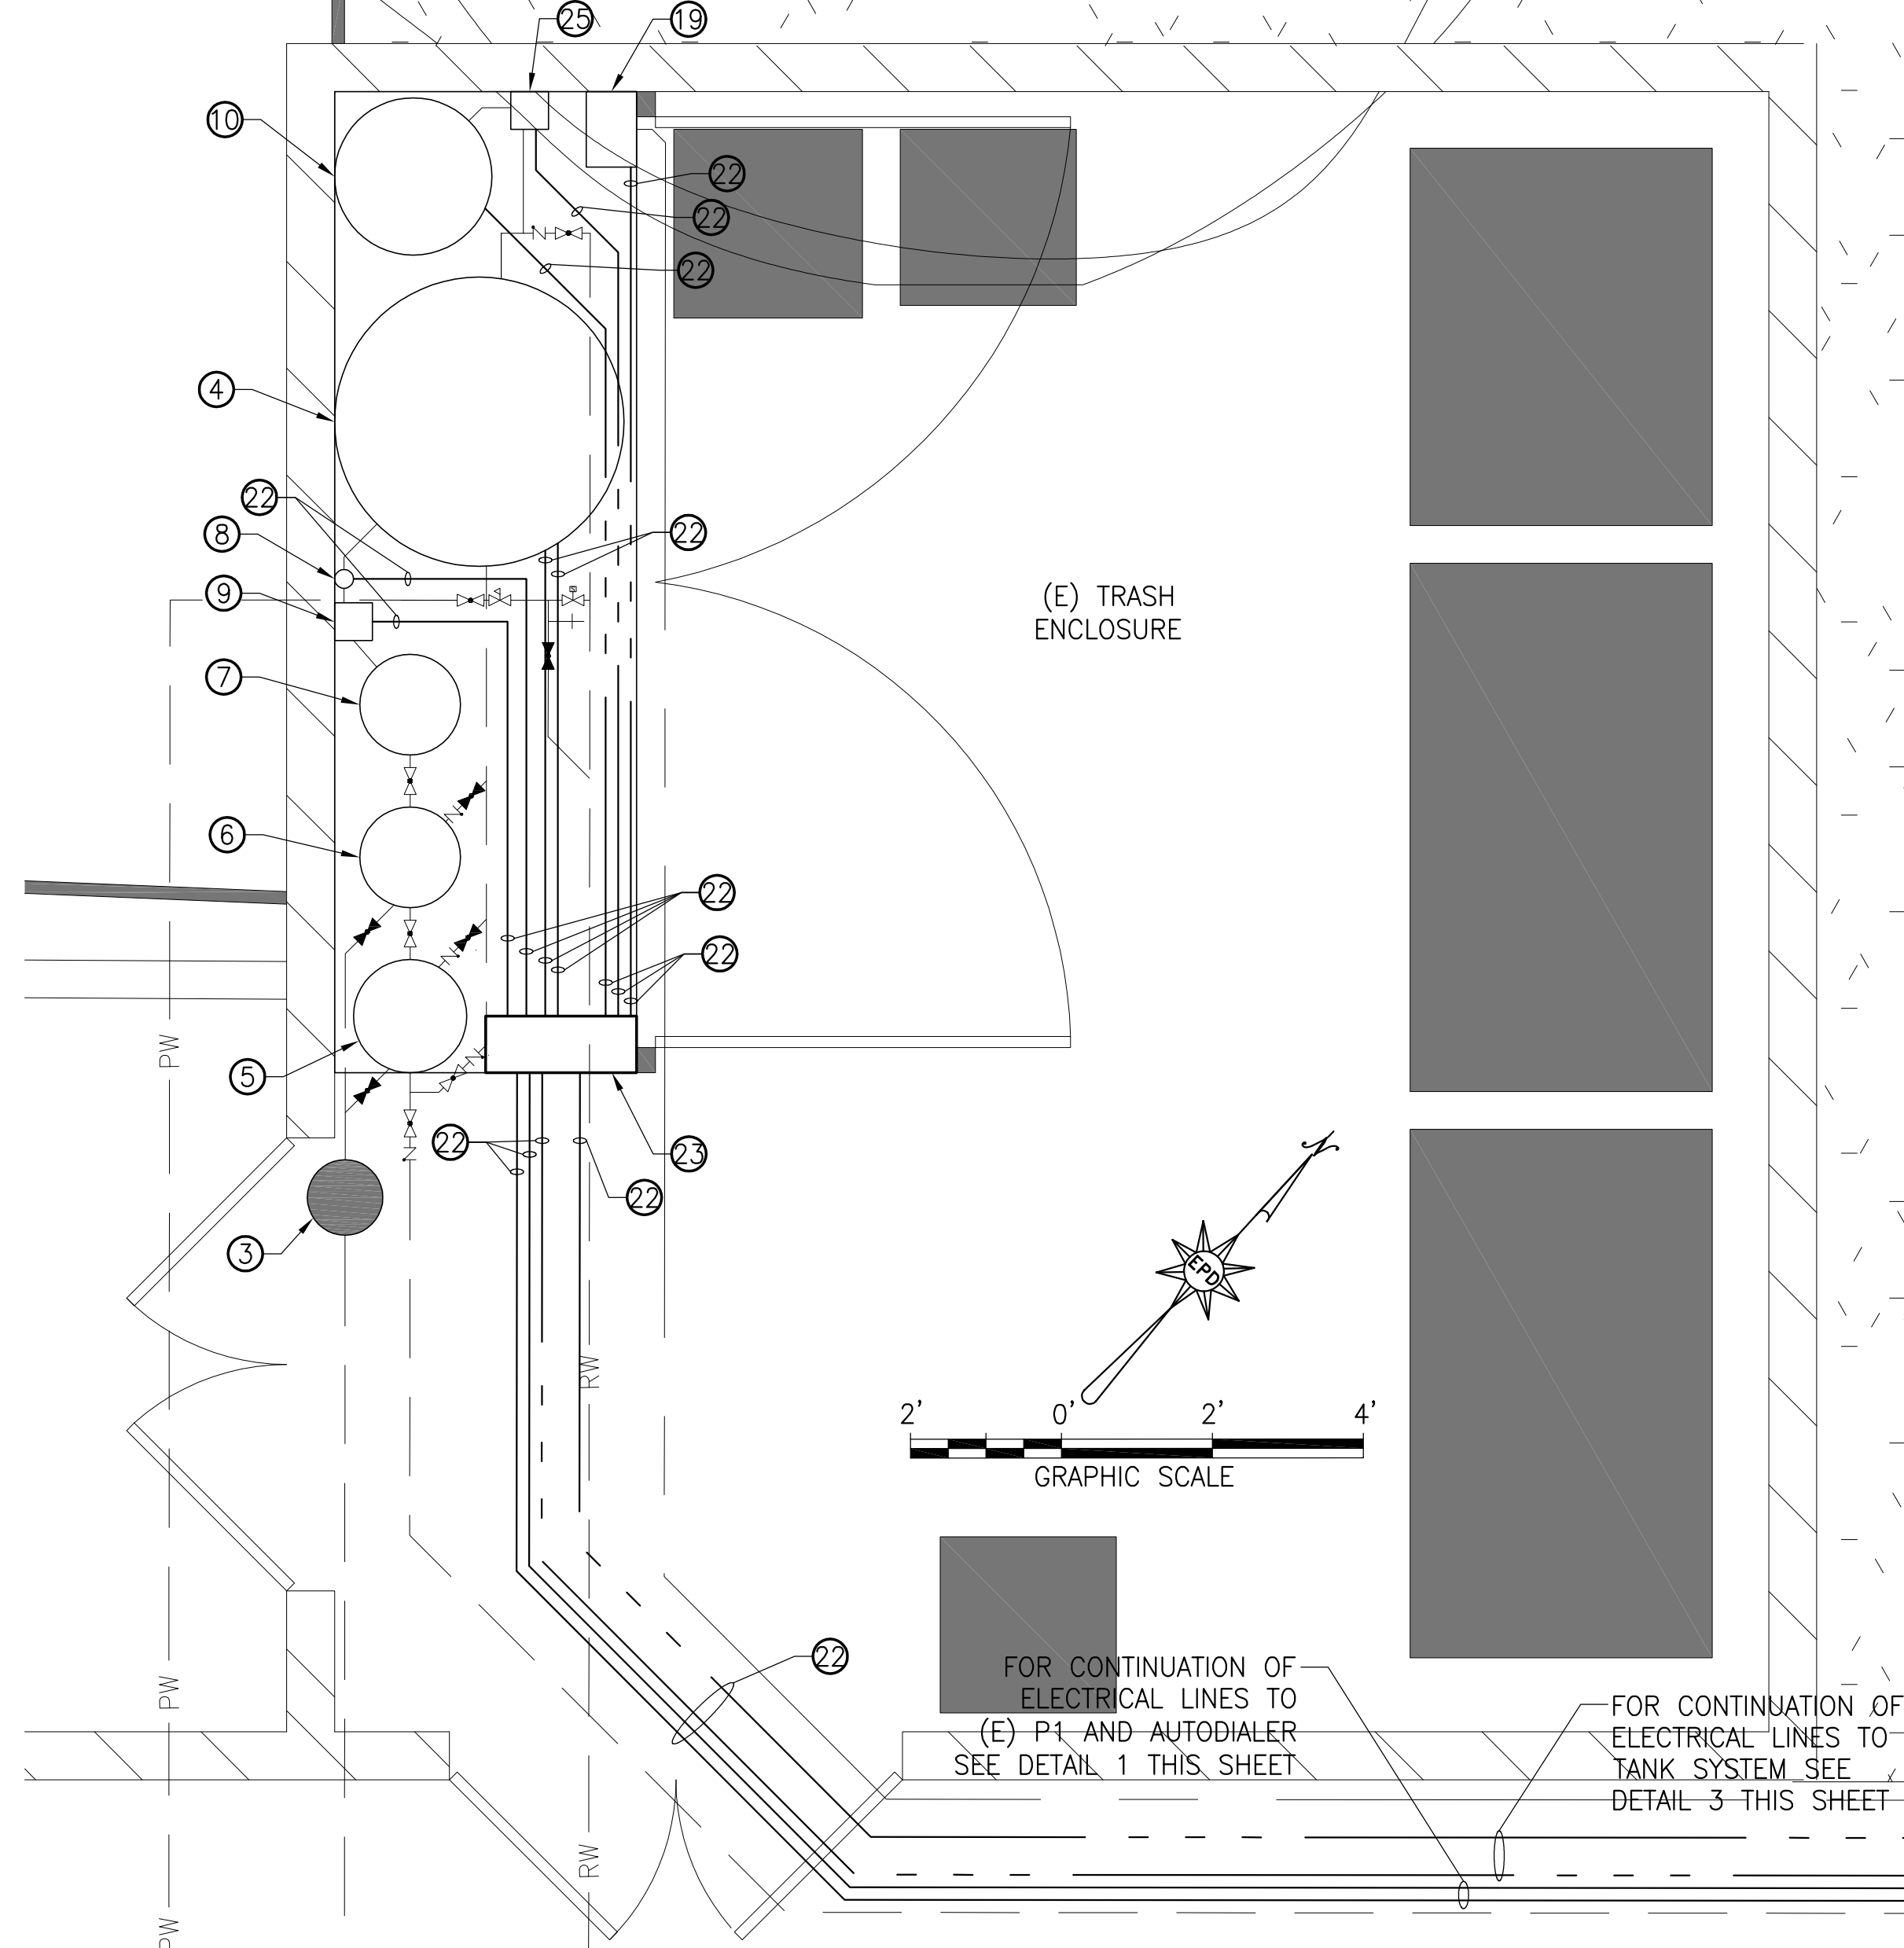 25
19
10
22
22
22
4
22
22
8
9
(E) TRASH
ENCLOSURE
7
6
22
22
PW
5
22
23
22
3
EPD
N
RW
2' 0' 2' 4'
GRAPHIC SCALE
22
FOR CONTINUATION OF
ELECTRICAL LINES TO
(E) P1 AND AUTODIALER
SEE DETAIL 1 THIS SHEET
PW
FOR CONTINUATION OF
ELECTRICAL LINES TO
TANK SYSTEM SEE
DETAIL 3 THIS SHEET
RW
PW